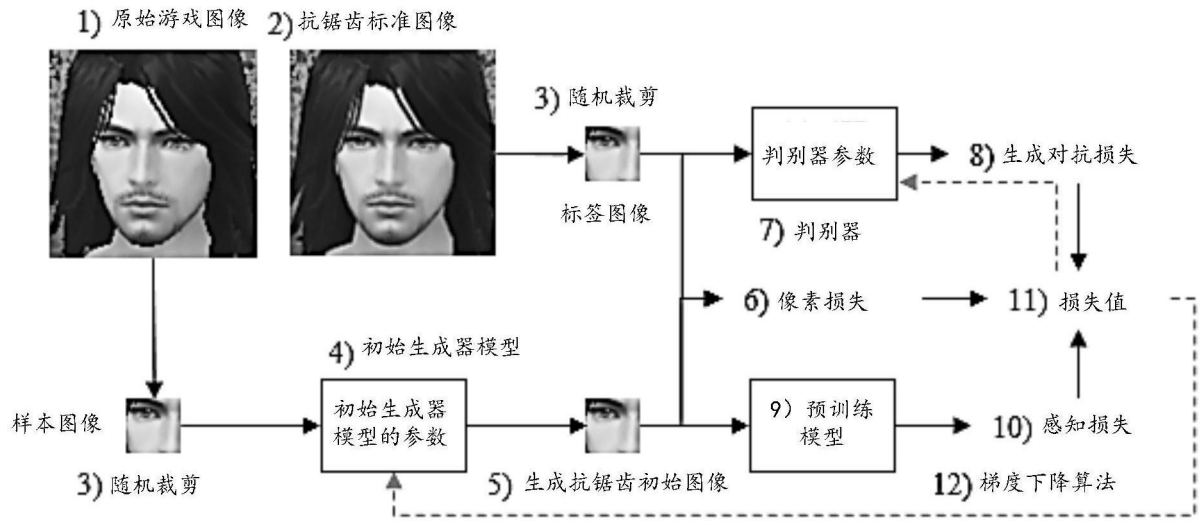 1) 原始游戏图像
2) 抗锯齿标准图像
3) 随机裁剪
标签图像
判别器参数
7) 判别器
8) 生成对抗损失
6) 像素损失
11) 损失值
4) 初始生成器模型
样本图像
3) 随机裁剪
初始生成器
模型的参数
5) 生成抗锯齿初始图像
9）预训练
模型
10) 感知损失
12) 梯度下降算法